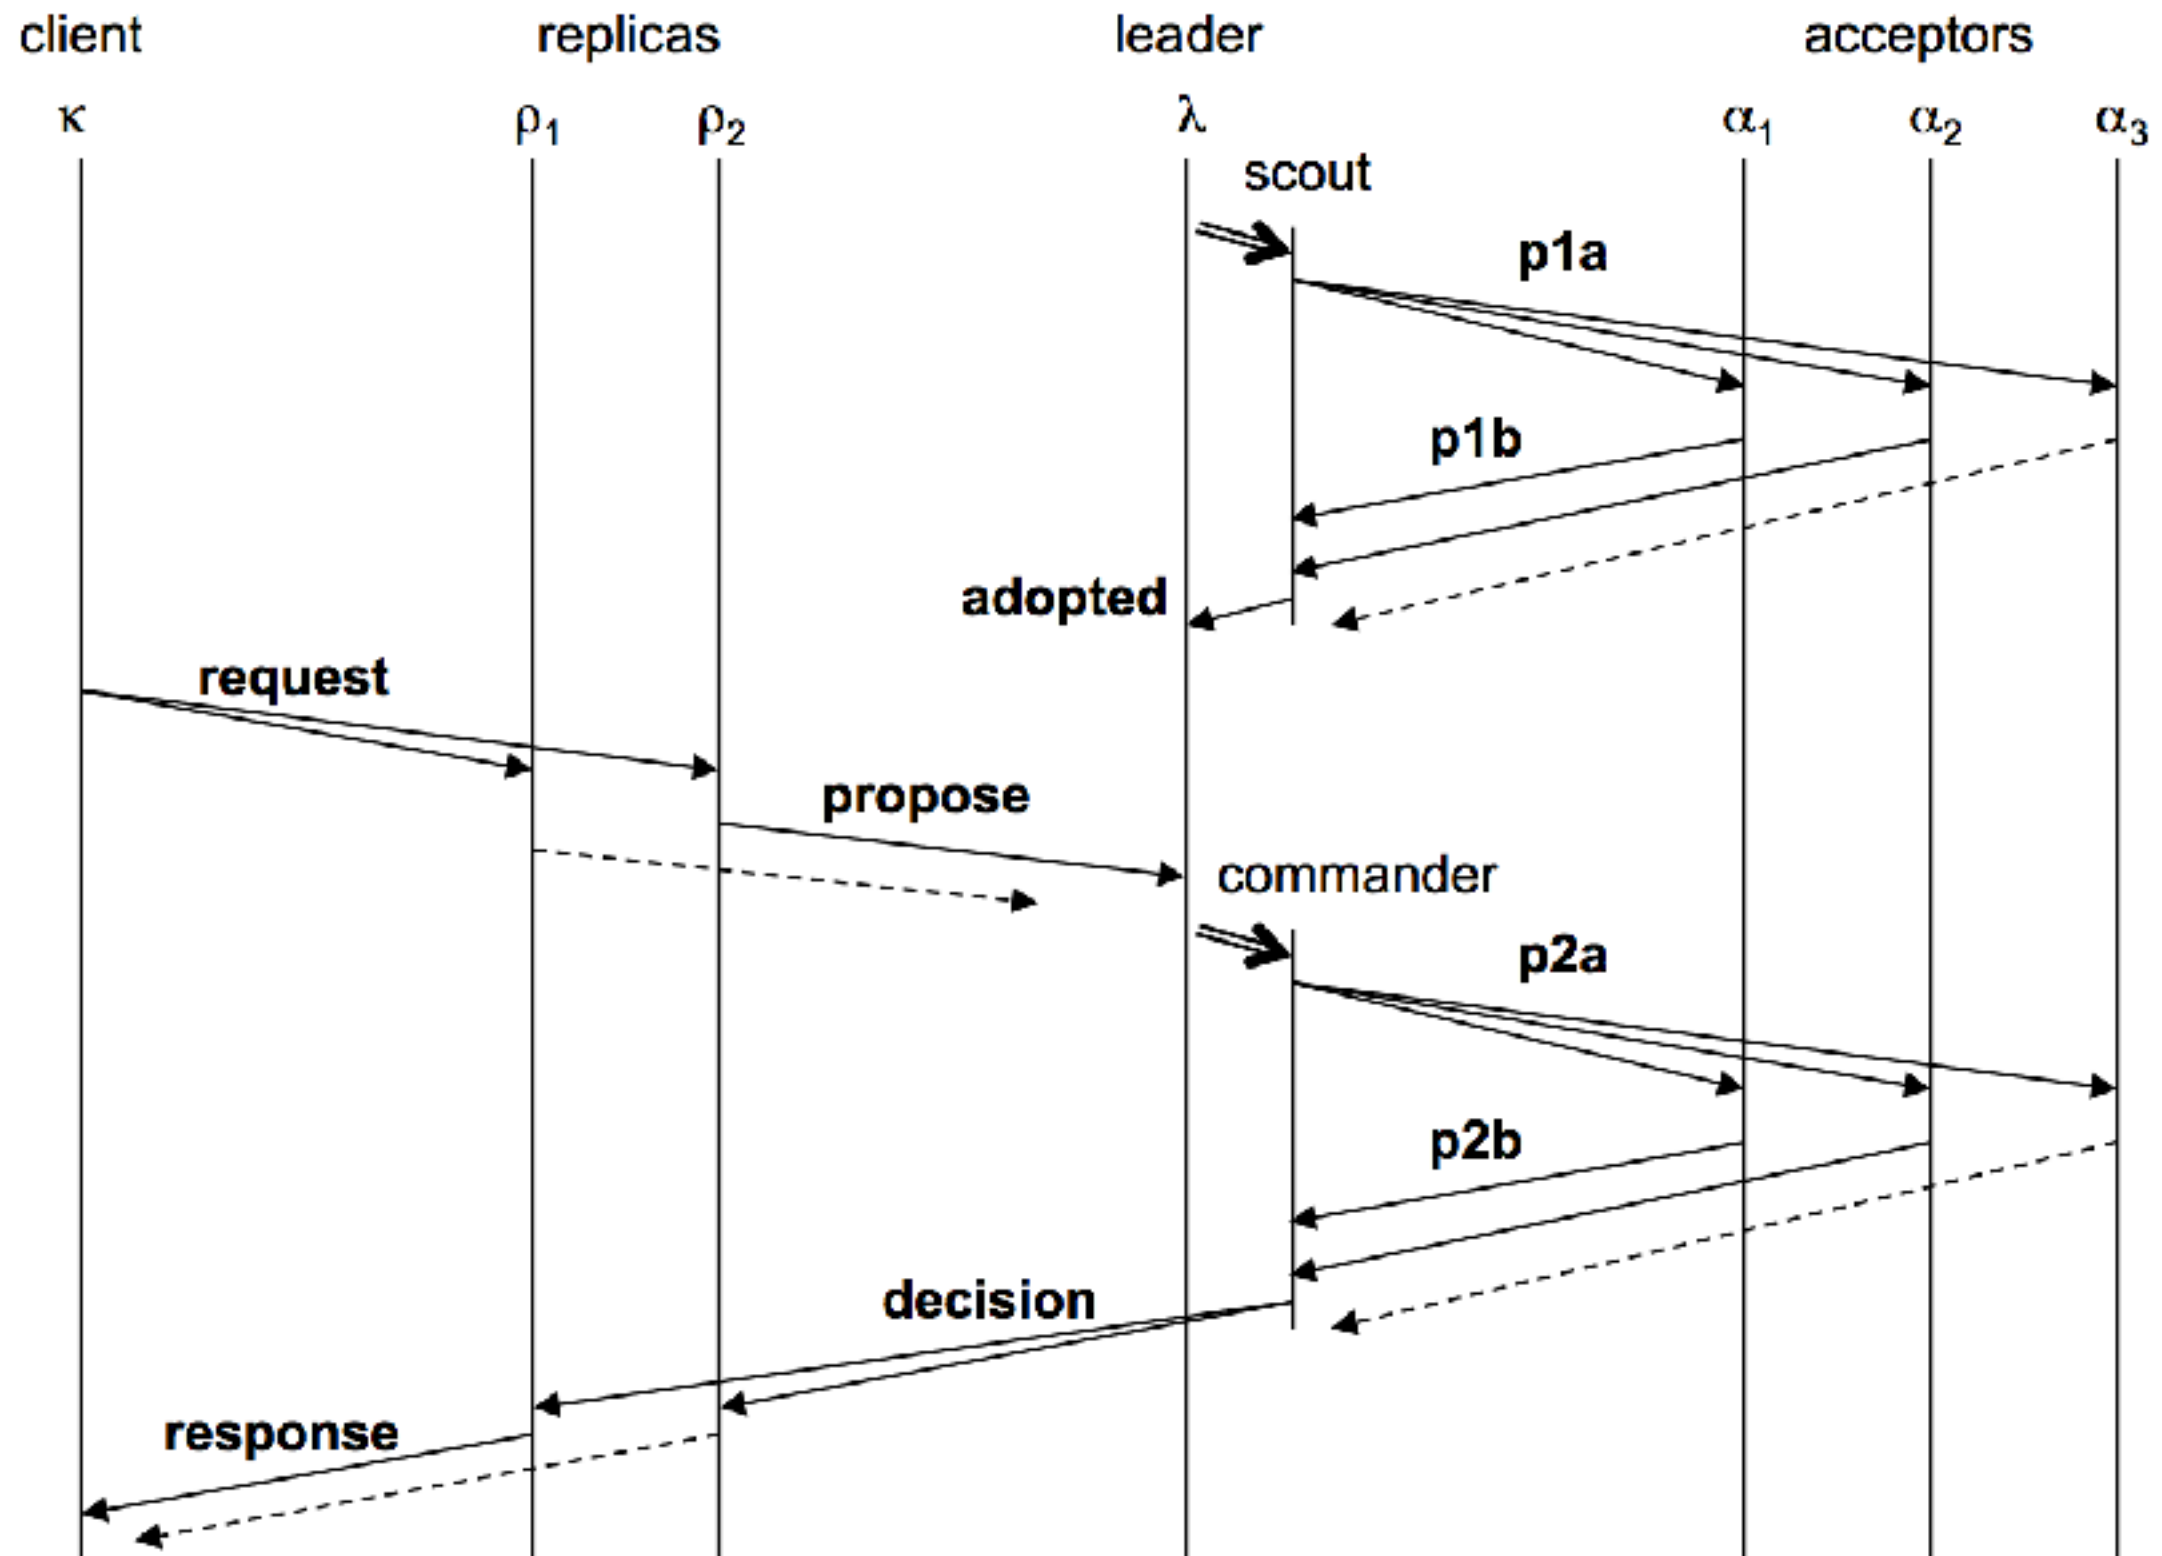 client replicas leader acceptors
κ ρ1 ρ2 λ α1 α2 α3
scout
p1a
p1b
adopted
request
propose
commander
p2a
p2b
decision
response